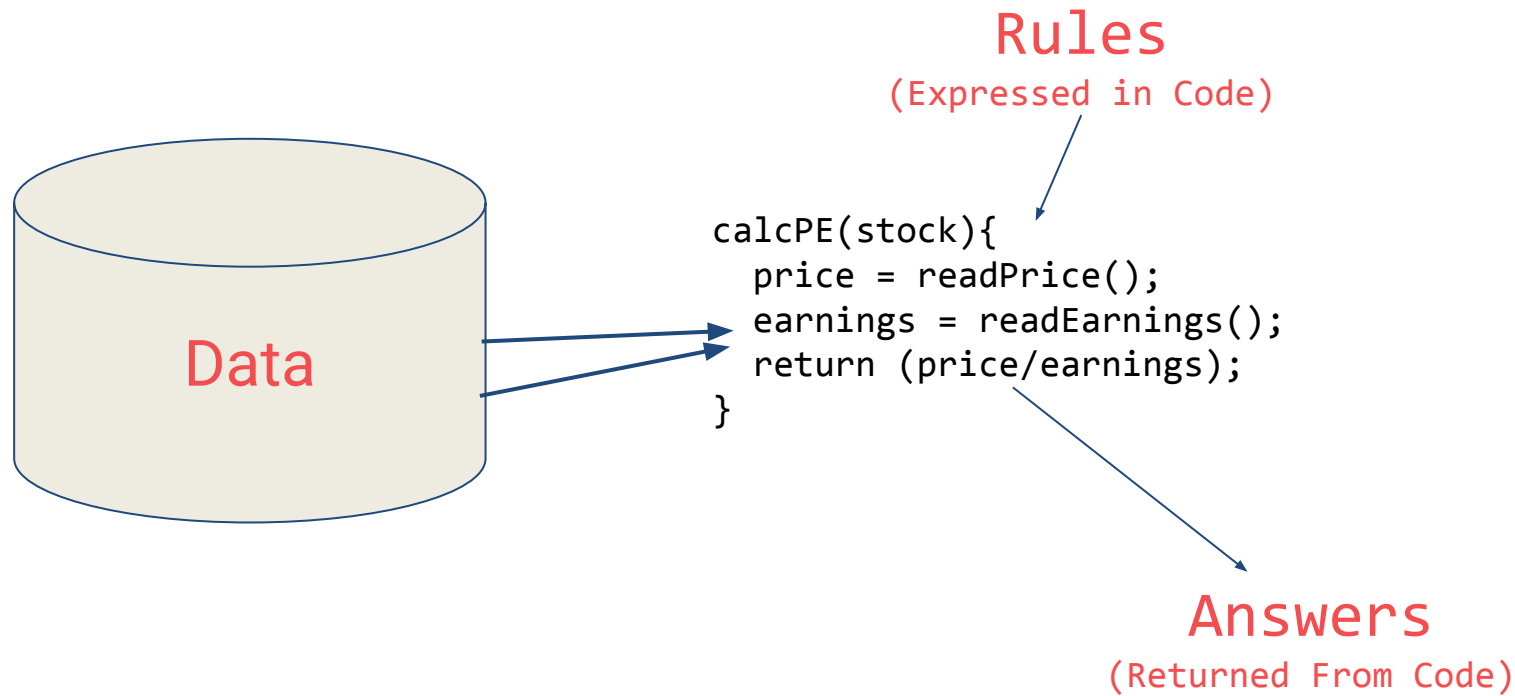 Rules
(Expressed in Code)
Data
calcPE(stock){
  price = readPrice();
  earnings = readEarnings();
  return (price/earnings);
}
Answers
(Returned From Code)